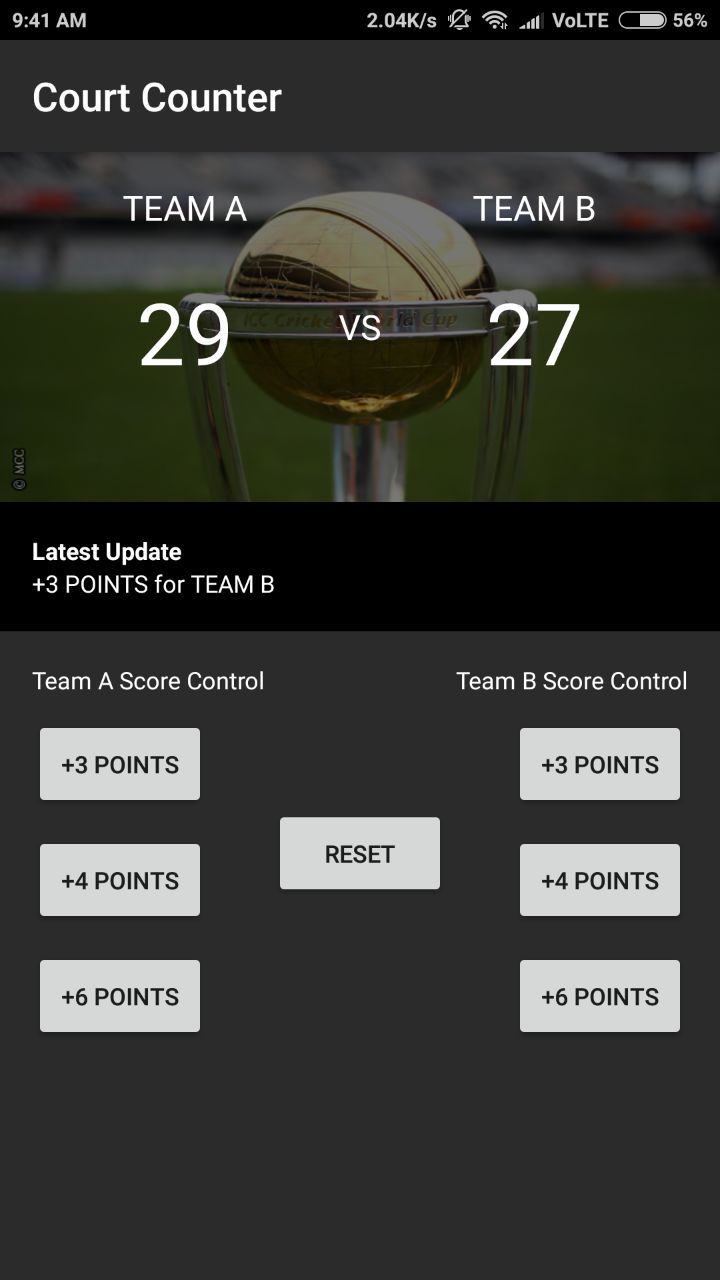 9:41 AM 2.04K/s VoLTE 56%
Court Counter
TEAM A TEAM B
ICC Cricke rld Cup
29 VS 27
© MCC
Latest Update
+3 POINTS for TEAM B
Team A Score Control Team B Score Control
+3 POINTS +3 POINTS
RESET
+4 POINTS +4 POINTS
+6 POINTS +6 POINTS